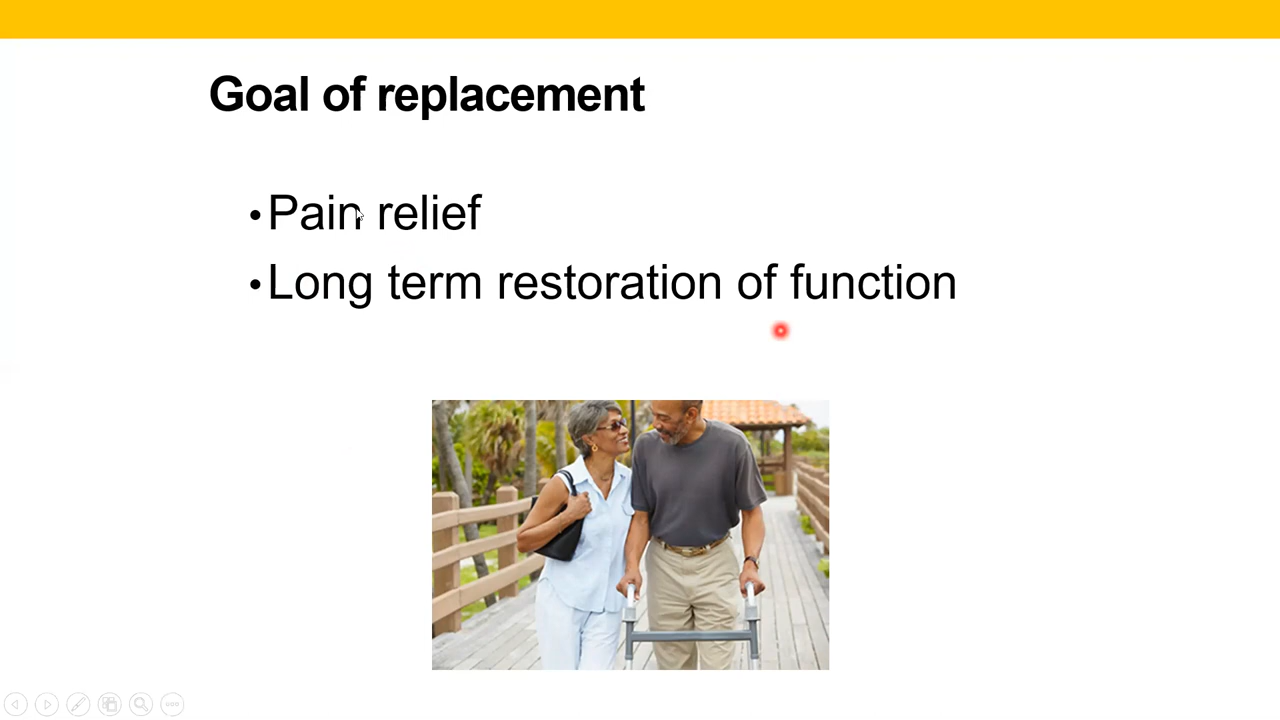 Goal of replacement
•Pain relief
•Long term restoration of function